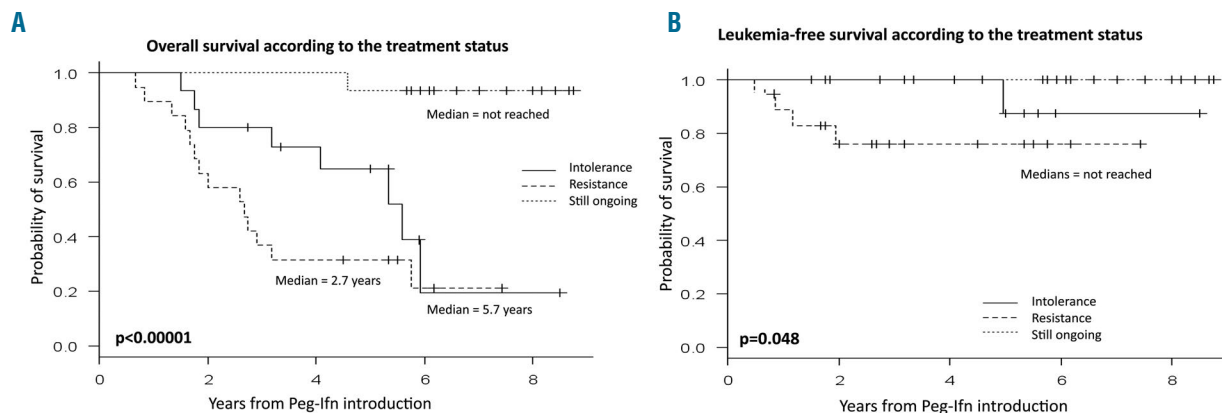 A
Overall survival according to the treatment status
Probability of survival
1.0
0.8
0.6
0.4
0.2
0.0
0
2
4
6
8
Years from Peg-Ifn introduction
Median = not reached
Intolerance
Resistance
Still ongoing
Median = 2.7 years
Median = 5.7 years
p<0.00001
B
Leukemia-free survival according to the treatment status
Probability of survival
1.0
0.8
0.6
0.4
0.2
0.0
0
2
4
6
8
Years from Peg-Ifn introduction
Medians = not reached
Intolerance
Resistance
Still ongoing
p=0.048